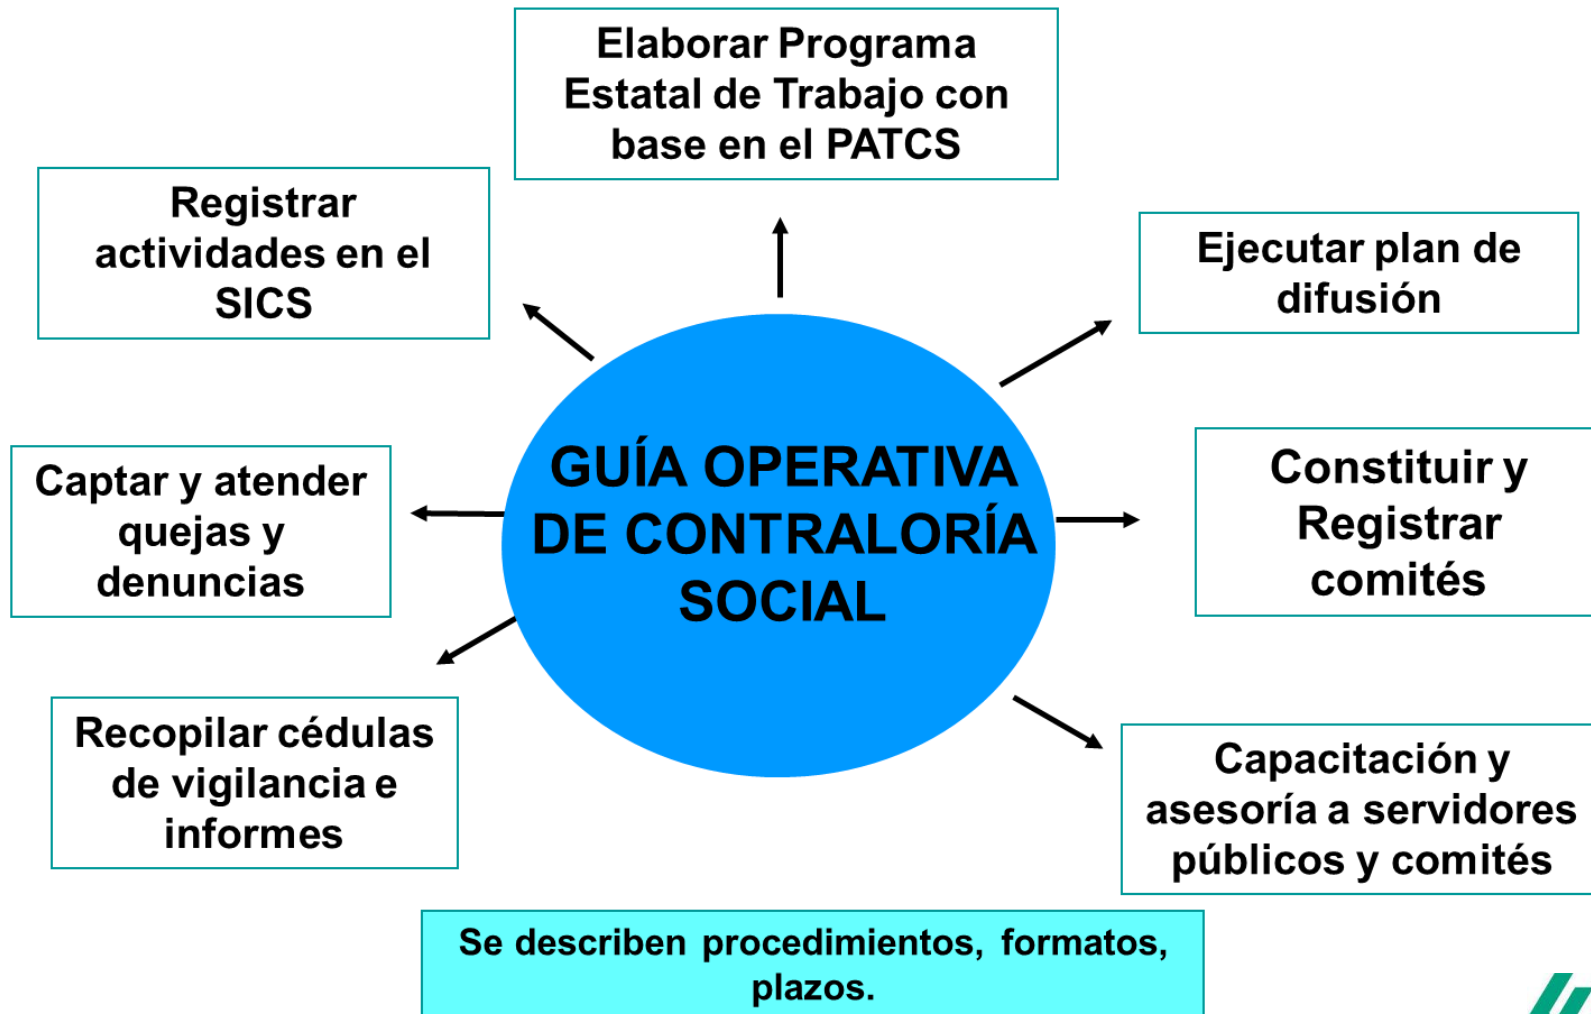 Elaborar Programa
Estatal de Trabajo con
base en el PATCS
Registrar
actividades en el
SICS
Ejecutar plan de
difusión
GUÍA OPERATIVA
DE CONTRALORÍA
SOCIAL
Captar y atender
quejas y
denuncias
Constituir y
Registrar
comités
Recopilar cédulas
de vigilancia e
informes
Capacitación y
asesoría a servidores
públicos y comités
Se describen procedimientos, formatos,
plazos.